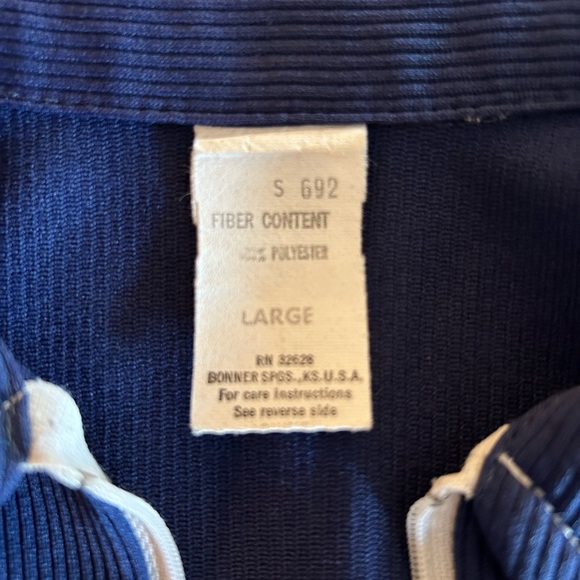 S 692
FIBER CONTENT
POLYESTER
LARGE
RN 32628
BONNER SPGS., KS. U.S.A.
For care instructions
See reverse side